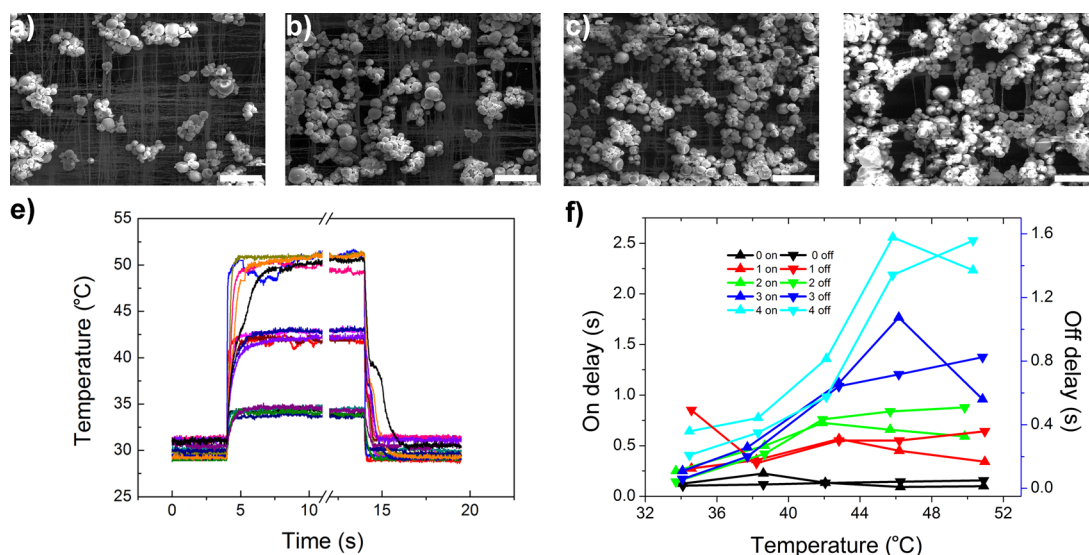 a)
b)
c)
e)
55
50
45
40
35
30
25
Temperature (°C)
0
5
10
15
20
Time (s)
f)
2.5
2.0
1.5
1.0
0.5
0.0
On delay (s)
0 on 0 off
1 on 1 off
2 on 2 off
3 on 3 off
4 on 4 off
1.6
1.2
0.8
0.4
0.0
Off delay (s)
32 36 40 44 48 52
Temperature (°C)